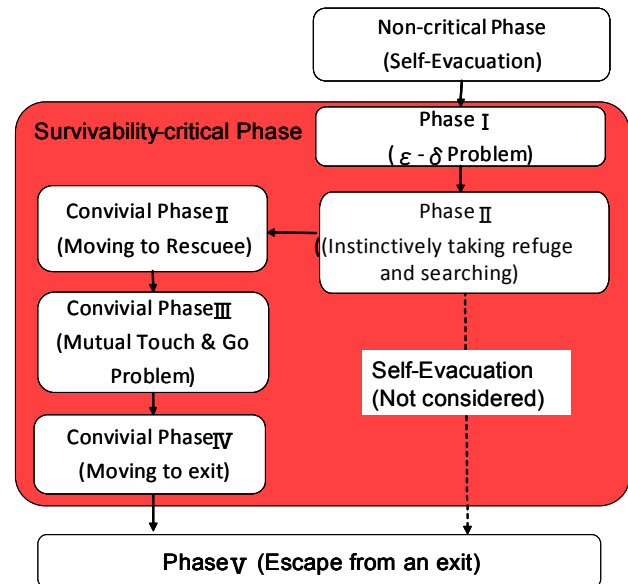 Non-critical Phase
(Self-Evacuation)
Survivability-critical Phase
Phase Ⅰ
( ε - δ Problem)
Phase Ⅱ
((Instinctively taking refuge
and searching)
Convivial Phase Ⅱ
(Moving to Rescuee)
Convivial Phase Ⅲ
(Mutual Touch & Go
Problem)
Self-Evacuation
(Not considered)
Convivial Phase Ⅳ
(Moving to exit)
Phase Ⅴ (Escape from an exit)